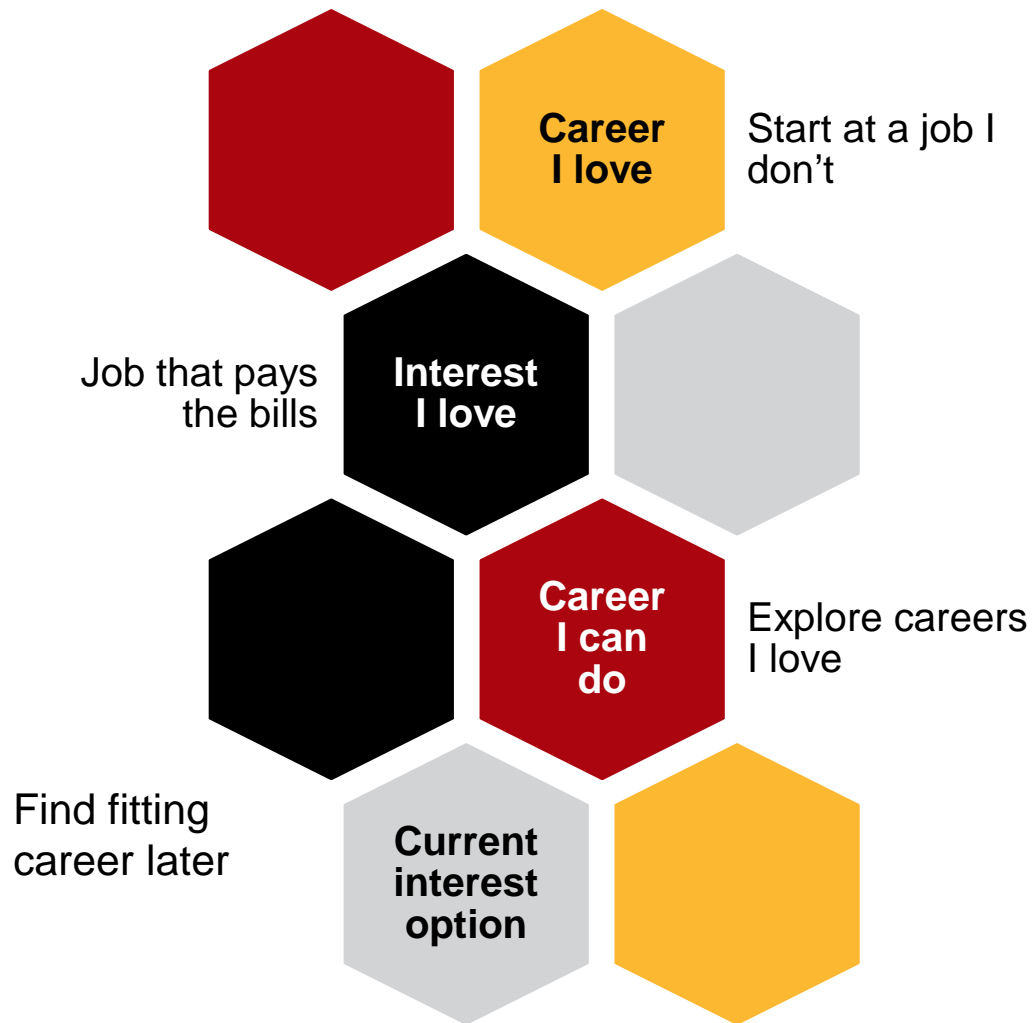 Career
I love
Start at a job I
don’t
Job that pays
the bills
Interest
I love
Career
I can
do
Explore careers
I love
Find fitting
career later
Current
interest
option